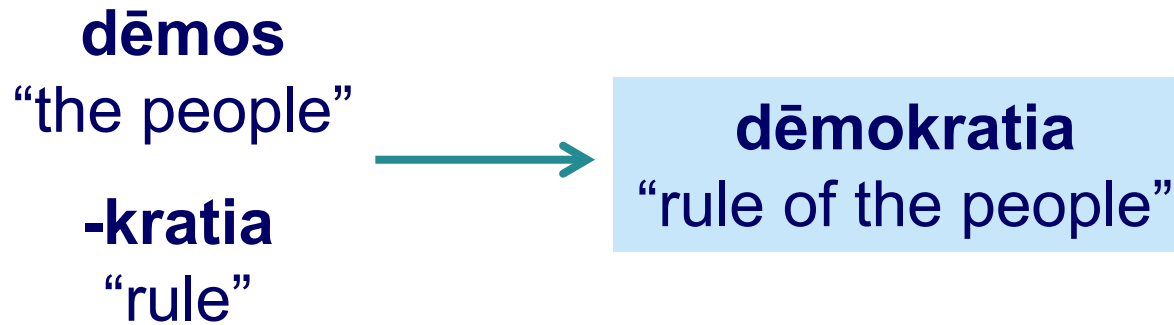 dēmos
“the people”
-kratia
“rule”
dēmokratia
“rule of the people”